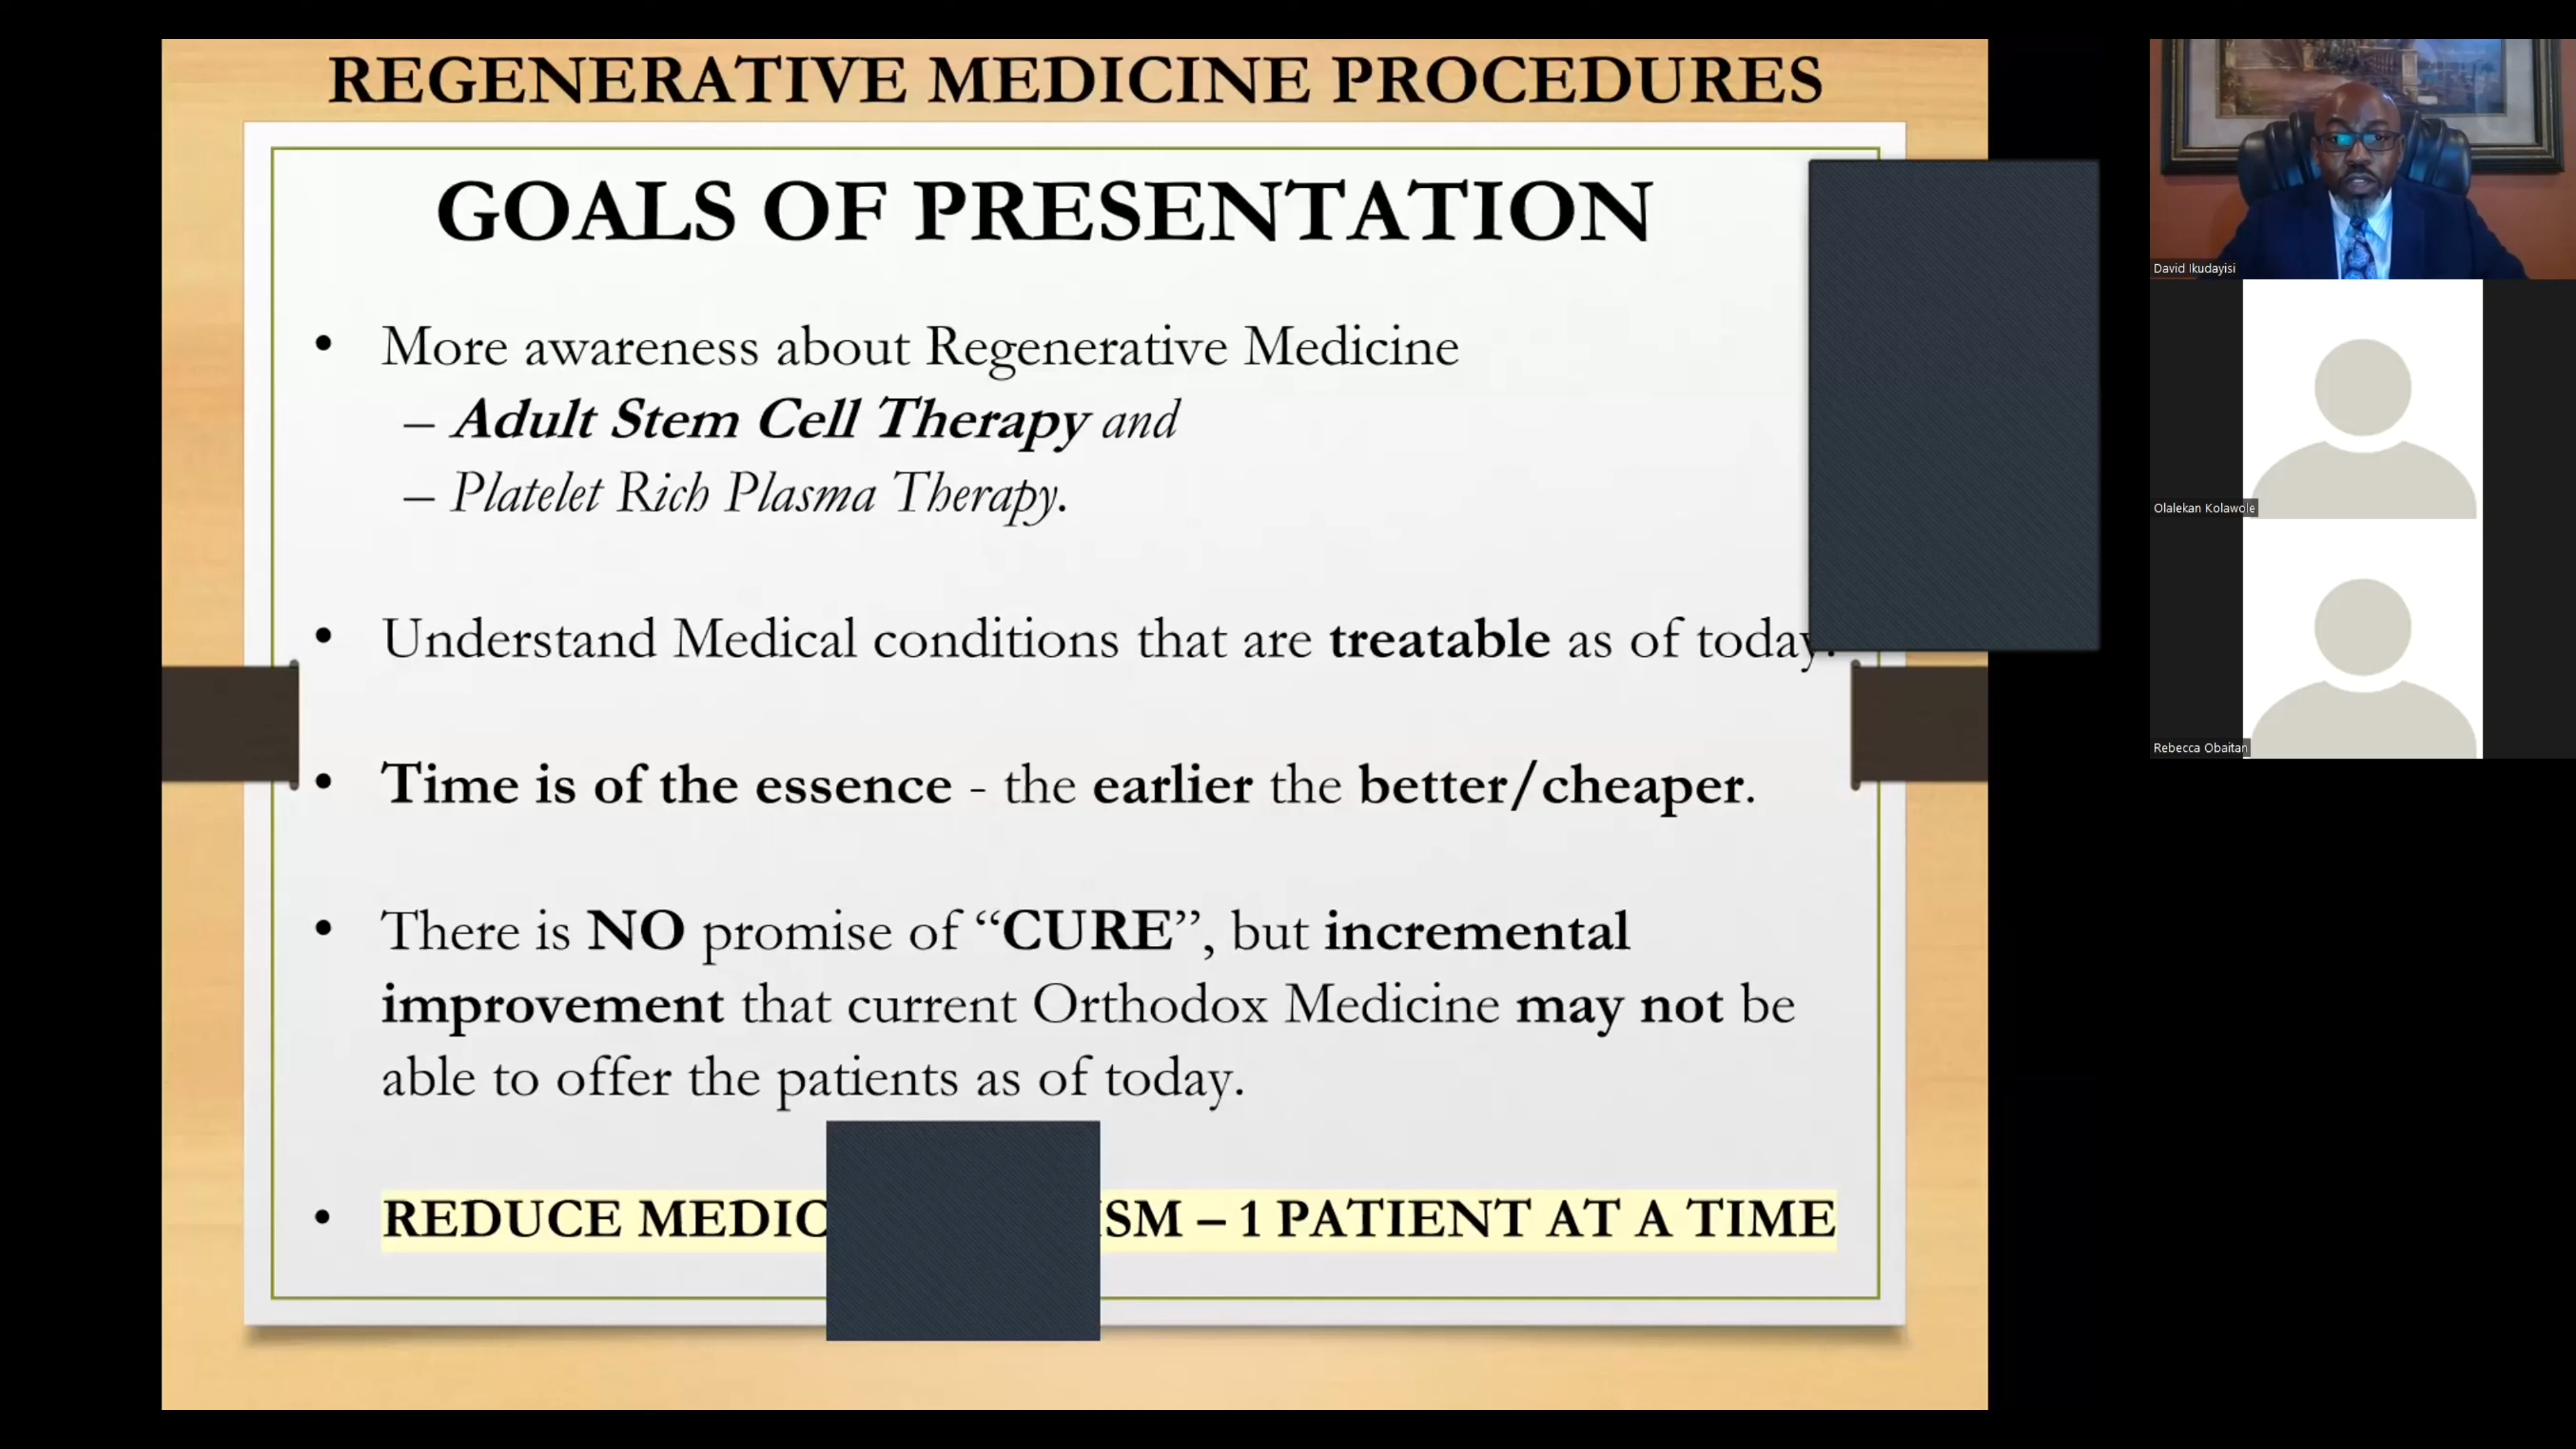 REGENERATIVE MEDICINE PROCEDURES
GOALS OF PRESENTATION
• More awareness about Regenerative Medicine
– Adult Stem Cell Therapy and
– Platelet Rich Plasma Therapy.
• Understand Medical conditions that are treatable as of today.
• Time is of the essence - the earlier the better/cheaper.
• There is NO promise of “CURE”, but incremental
improvement that current Orthodox Medicine may not be
able to offer the patients as of today.
• REDUCE – 1 PATIENT AT A TIME
David Ikudayisi
Olalekan Kolawole
Rebecca Obaitan